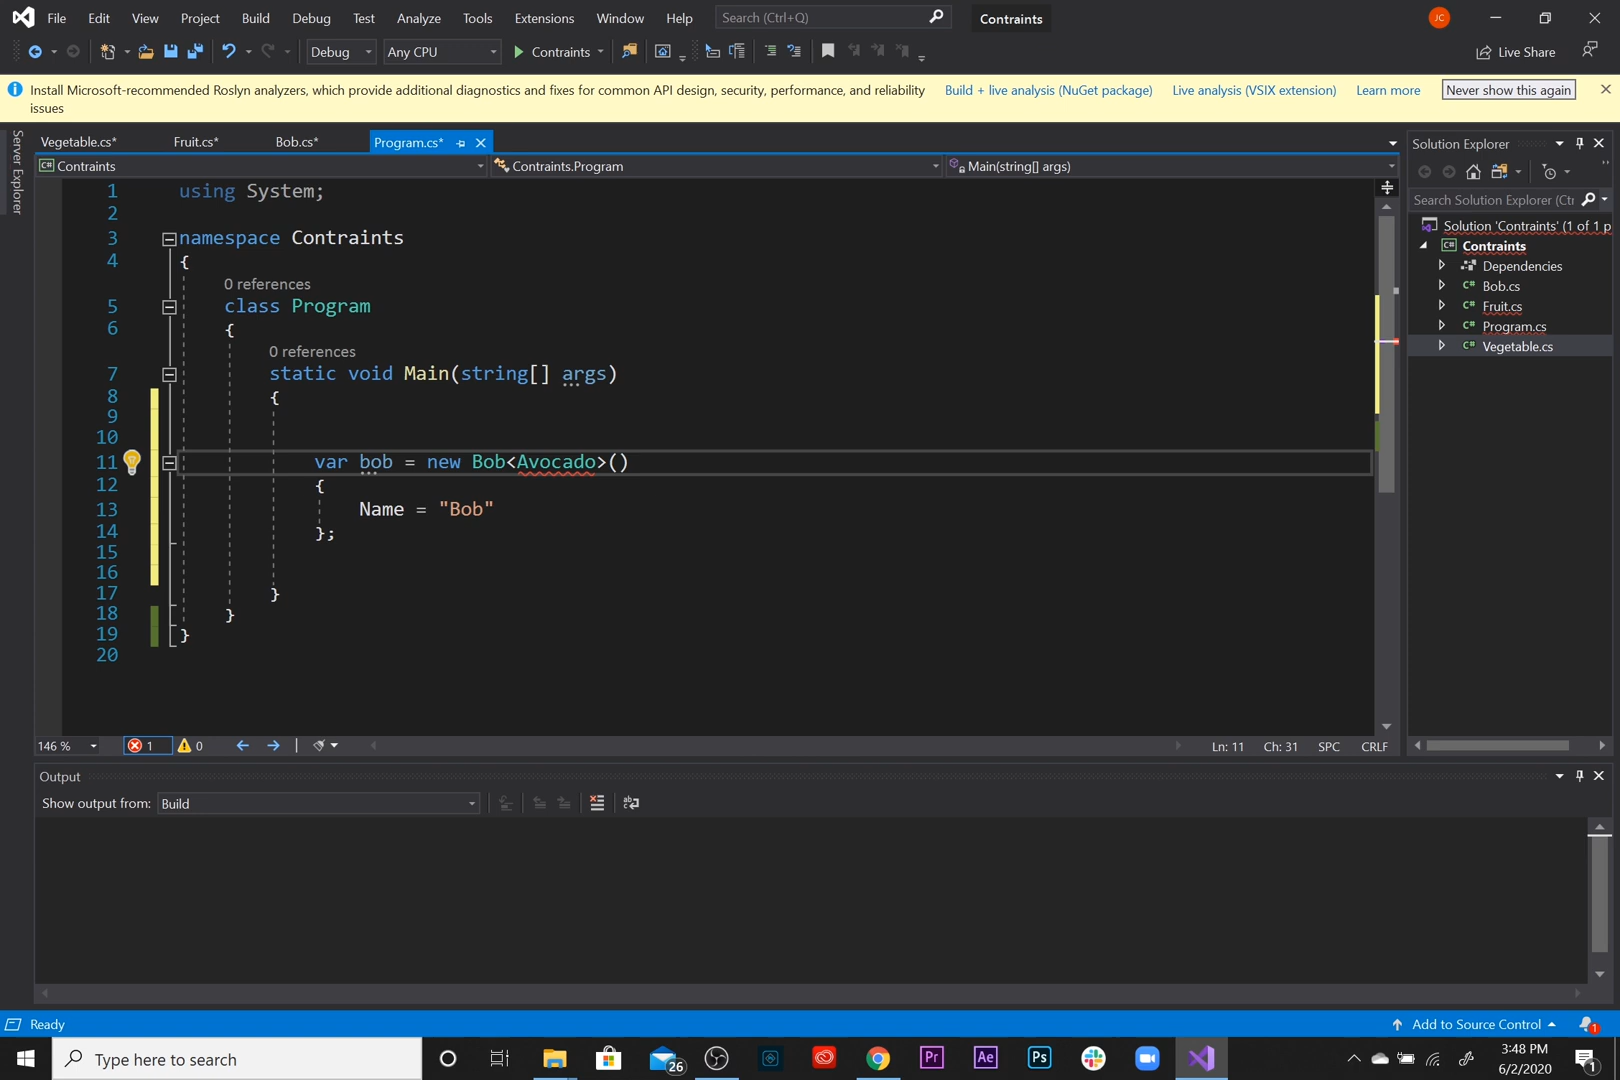 File Edit View Project Build Debug Test Analyze Tools Extensions Window Help Search (Ctrl+Q) Contraints JC
Debug Any CPU Contraints Live Share
Install Microsoft-recommended Roslyn analyzers, which provide additional diagnostics and fixes for common API design, security, performance, and reliability Build + live analysis (NuGet package) Live analysis (VSIX extension) Learn more Never show this again
issues
Server Explorer
Vegetable.cs* Fruit.cs* Bob.cs* Program.cs*
C# Contraints Contraints.Program Main(string[] args)
1 using System;
2
3 namespace Contraints
4 {
0 references
5 class Program
6 {
0 references
7 static void Main(string[] args)
8 {
9
10
11 var bob = new Bob<Avocado>()
12 {
13 Name = "Bob"
14 };
15
16
17 }
18 }
19 }
20
146 % 1 0 Ln: 11 Ch: 31 SPC CRLF
Solution Explorer
Search Solution Explorer (Ctr
Solution 'Contraints' (1 of 1 p
C# Contraints
Dependencies
C# Bob.cs
C# Fruit.cs
C# Program.cs
C# Vegetable.cs
Output
Show output from: Build
Ready Add to Source Control 1
Type here to search 26 Pr Ae Ps 3:48 PM
6/2/2020 1